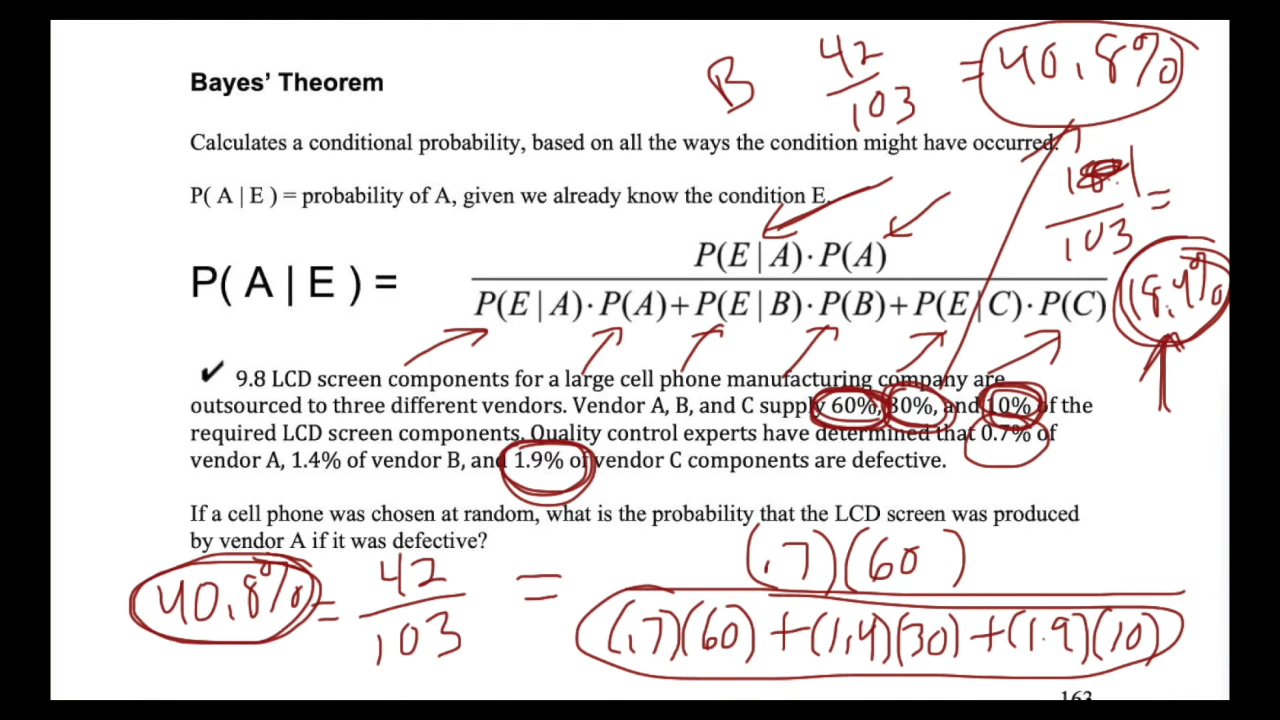 B 42/103 = 40.8%
Bayes' Theorem
Calculates a conditional probability, based on all the ways the condition might have occurred.
P( A | E ) = probability of A, given we already know the condition E.
/103 =
18.4%
P( A | E ) = P(E | A) · P(A) / P(E | A) · P(A) + P(E | B) · P(B) + P(E | C) · P(C)
✔ 9.8 LCD screen components for a large cell phone manufacturing company are
outsourced to three different vendors. Vendor A, B, and C supply 60%, 30%, and 10% of the
required LCD screen components. Quality control experts have determined that 0.7% of
vendor A, 1.4% of vendor B, and 1.9% of vendor C components are defective.
If a cell phone was chosen at random, what is the probability that the LCD screen was produced
by vendor A if it was defective?
40.8% = 42/103 = (.7)(60) / (.7)(60) + (1.4)(30) + (1.9)(10)